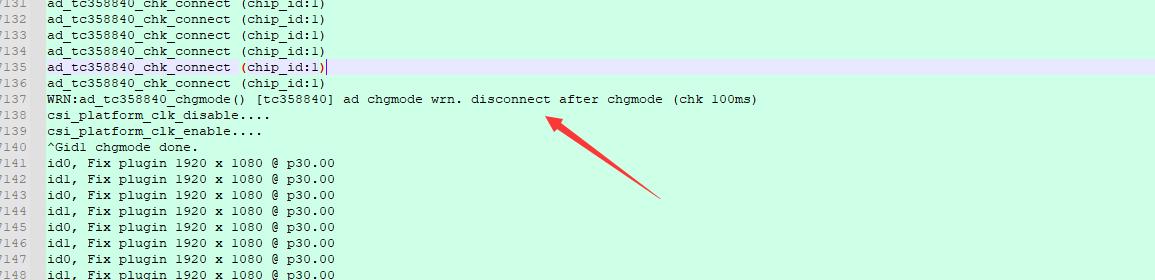 7131 ad_tc358840_chk_connect (chip_id:1)
7132 ad_tc358840_chk_connect (chip_id:1)
7133 ad_tc358840_chk_connect (chip_id:1)
7134 ad_tc358840_chk_connect (chip_id:1)
7135 ad_tc358840_chk_connect (chip_id:1)
7136 ad_tc358840_chk_connect (chip_id:1)
7137 WRN:ad_tc358840_chgmode() [tc358840] ad chgmode wrn. disconnect after chgmode (chk 100ms)
7138 csi_platform_clk_disable....
7139 csi_platform_clk_enable....
7140 ^Gid1 chgmode done.
7141 id0, Fix plugin 1920 x 1080 @ p30.00
7142 id1, Fix plugin 1920 x 1080 @ p30.00
7143 id0, Fix plugin 1920 x 1080 @ p30.00
7144 id1, Fix plugin 1920 x 1080 @ p30.00
7145 id0, Fix plugin 1920 x 1080 @ p30.00
7146 id1, Fix plugin 1920 x 1080 @ p30.00
7147 id0, Fix plugin 1920 x 1080 @ p30.00
7148 id1, Fix plugin 1920 x 1080 @ p30.00